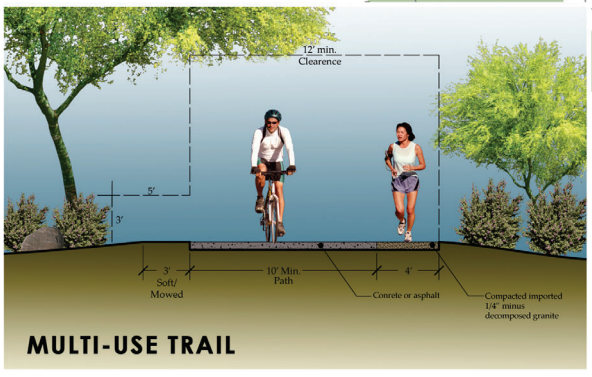 12' min.
Clearence
5'
3'
3'
Soft/
Mowed
10' Min.
Path
4'
Conrete or asphalt
Compacted imported
1/4" minus
decomposed granite
MULTI-USE TRAIL